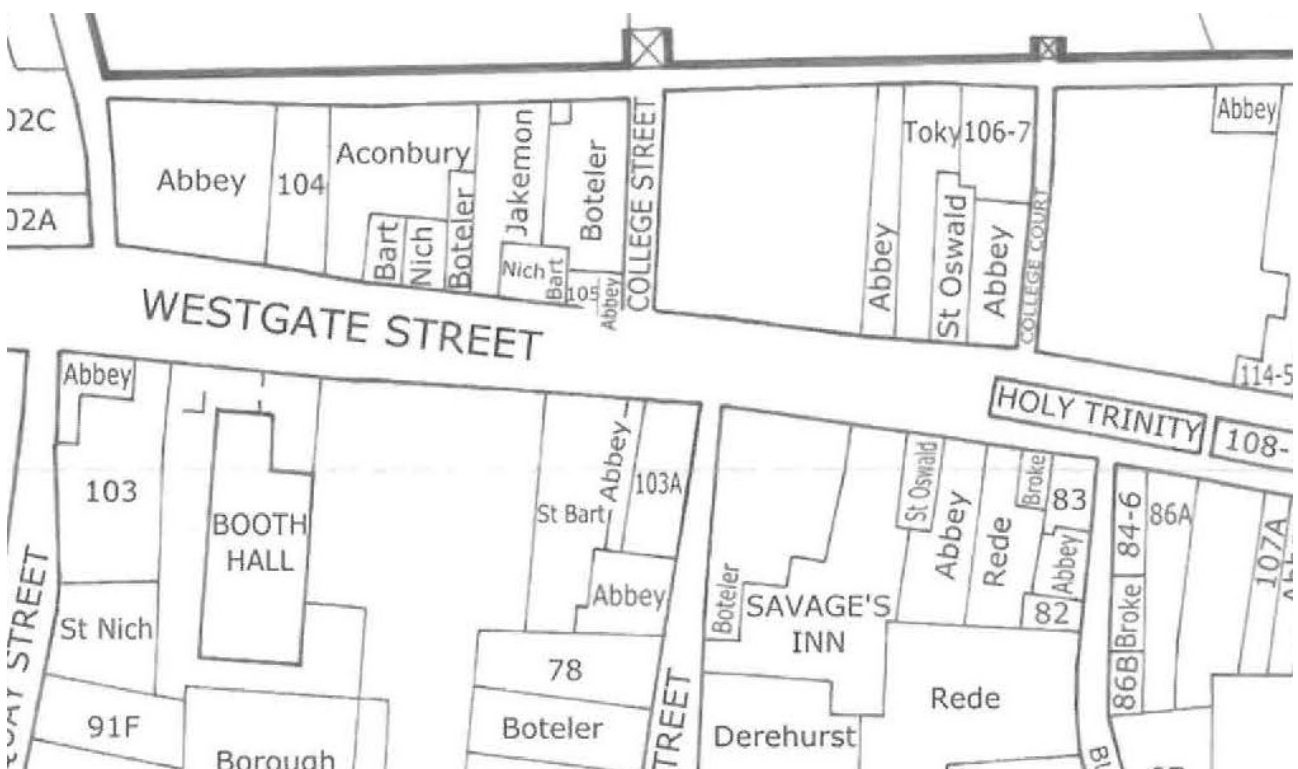 02C
02A
Abbey
104
Aconbury
Bart
Nich
Boteler
Jakemon
Nich
Bart
Boteler
105
Abbey
COLLEGE STREET
Abbey
Toky
106-7
St Oswald
Abbey
COLLEGE COURT
Abbey
114-5
WESTGATE STREET
HOLY TRINITY
108-
Abbey
103
BOOTH
HALL
St Nich
91F
Borough
QUAY STREET
St Bart
Abbey
103A
Abbey
78
Boteler
STREET
Boteler
SAVAGE'S
INN
Derehurst
St Oswald
Abbey
Rede
Broke
83
Abbey
82
Rede
84-6
Broke
86B
86A
107A